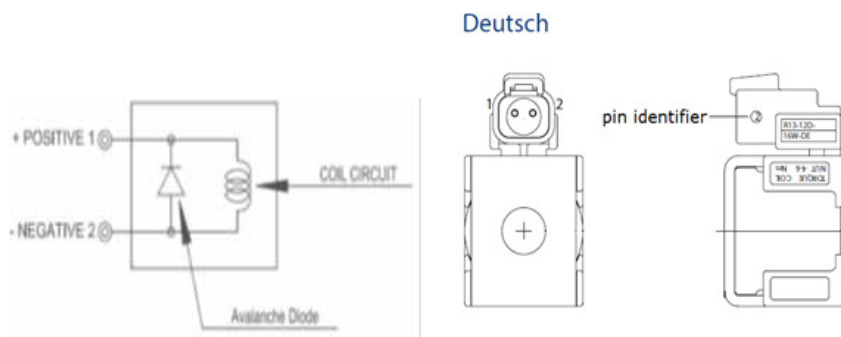 Deutsch
+ POSITIVE 1
- NEGATIVE 2
COIL CIRCUIT
Avalanche Diode
1
2
pin identifier
2
R13-12D-
16W-DE
TORQUE COIL
NUT 4-6 Nm